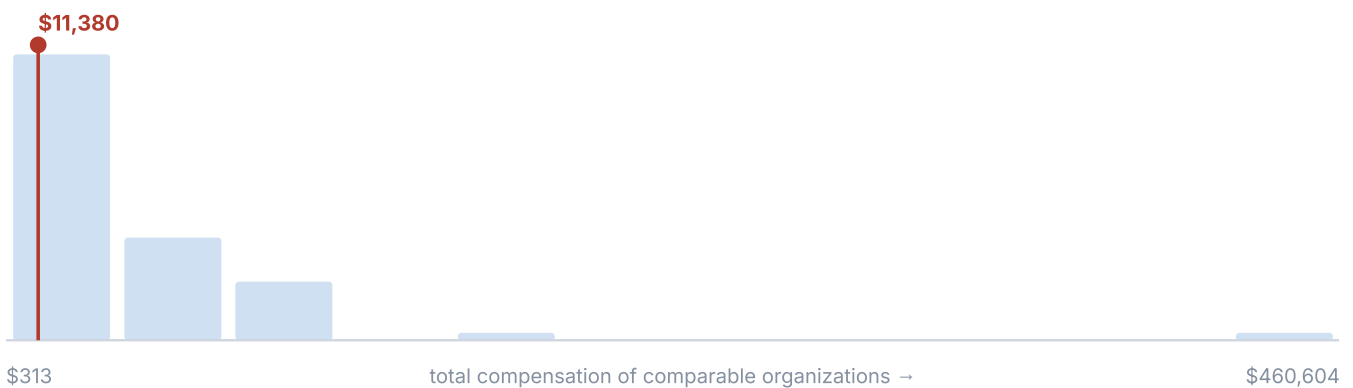 $11,380
$313 total compensation of comparable organizations → $460,604